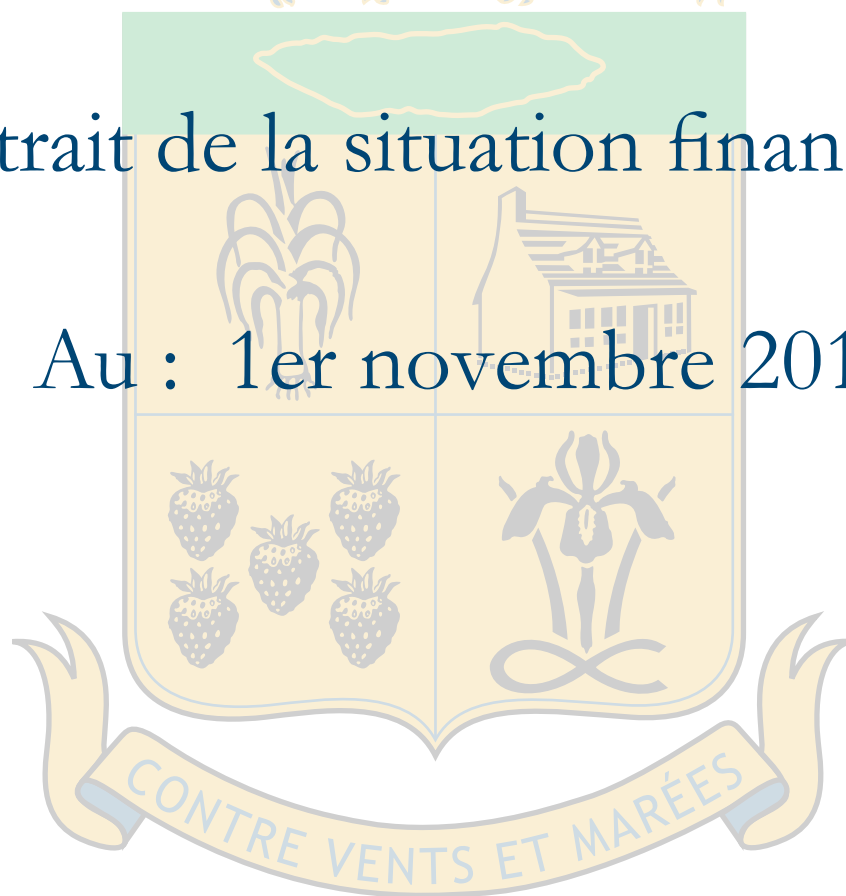 trait de la situation finan
Au : 1er novembre 201
CONTRE VENTS ET MARÉES